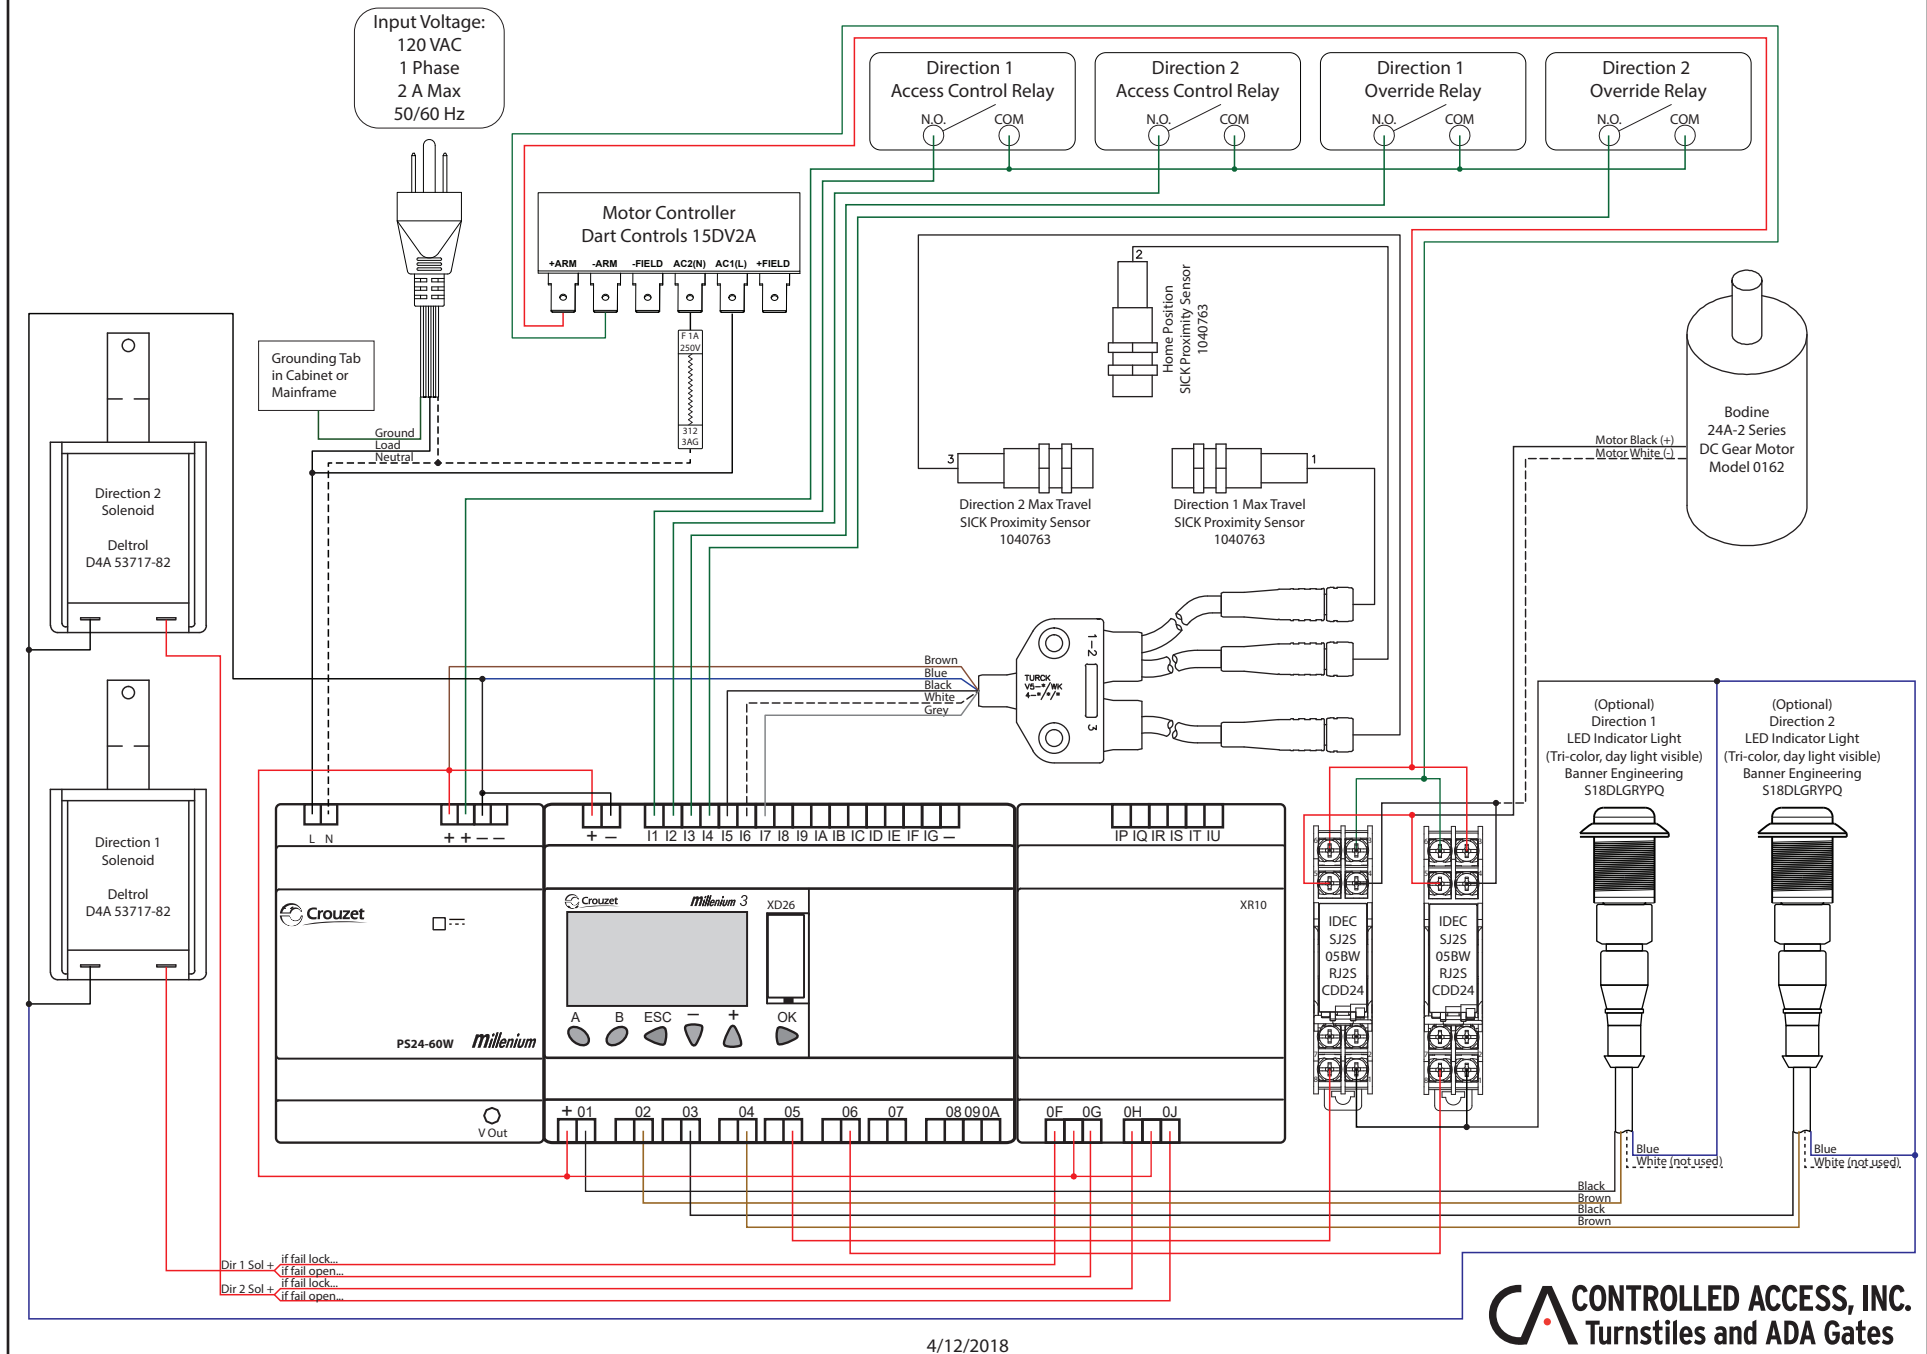 Input Voltage:
120 VAC
1 Phase
2 A Max
50/60 Hz
Direction 1
Access Control Relay
N.O.
COM
Direction 2
Access Control Relay
N.O.
COM
Direction 1
Override Relay
N.O.
COM
Direction 2
Override Relay
N.O.
COM
Motor Controller
Dart Controls 15DV2A
+ARM
-ARM
-FIELD
AC2(N)
AC1(L)
+FIELD
F 1A
250V
312
3AG
Grounding Tab
in Cabinet or
Mainframe
Ground
Load
Neutral
2
Home Position
SICK Proximity Sensor
1040763
3
Direction 2 Max Travel
SICK Proximity Sensor
1040763
1
Direction 1 Max Travel
SICK Proximity Sensor
1040763
Motor Black (+)
Motor White (-)
Bodine
24A-2 Series
DC Gear Motor
Model 0162
Direction 2
Solenoid
Deltrol
D4A 53717-82
Direction 1
Solenoid
Deltrol
D4A 53717-82
Brown
Blue
Black
White
Grey
TURCK
V5-*/WK
4-*/*/*
1-2
3
(Optional)
Direction 1
LED Indicator Light
(Tri-color, day light visible)
Banner Engineering
S18DLGRYPQ
(Optional)
Direction 2
LED Indicator Light
(Tri-color, day light visible)
Banner Engineering
S18DLGRYPQ
L N
+ + − −
+ −
I1 I2 I3 I4 I5 I6 I7 I8 I9 IA IB IC ID IE IF IG −
IP IQ IR IS IT IU
Crouzet
PS24-60W Millenium
V Out
Crouzet
Millenium 3
XD26
A B ESC − + OK
XR10
IDEC
SJ2S
05BW
RJ2S
CDD24
IDEC
SJ2S
05BW
RJ2S
CDD24
+ 01 02 03 04 05 06 07 08 09 0A
0F 0G 0H 0J
Blue
White (not used)
Blue
White (not used)
Black
Brown
Black
Brown
Dir 1 Sol +
if fail lock...
if fail open...
Dir 2 Sol +
if fail lock...
if fail open...
4/12/2018
CA CONTROLLED ACCESS, INC.
Turnstiles and ADA Gates